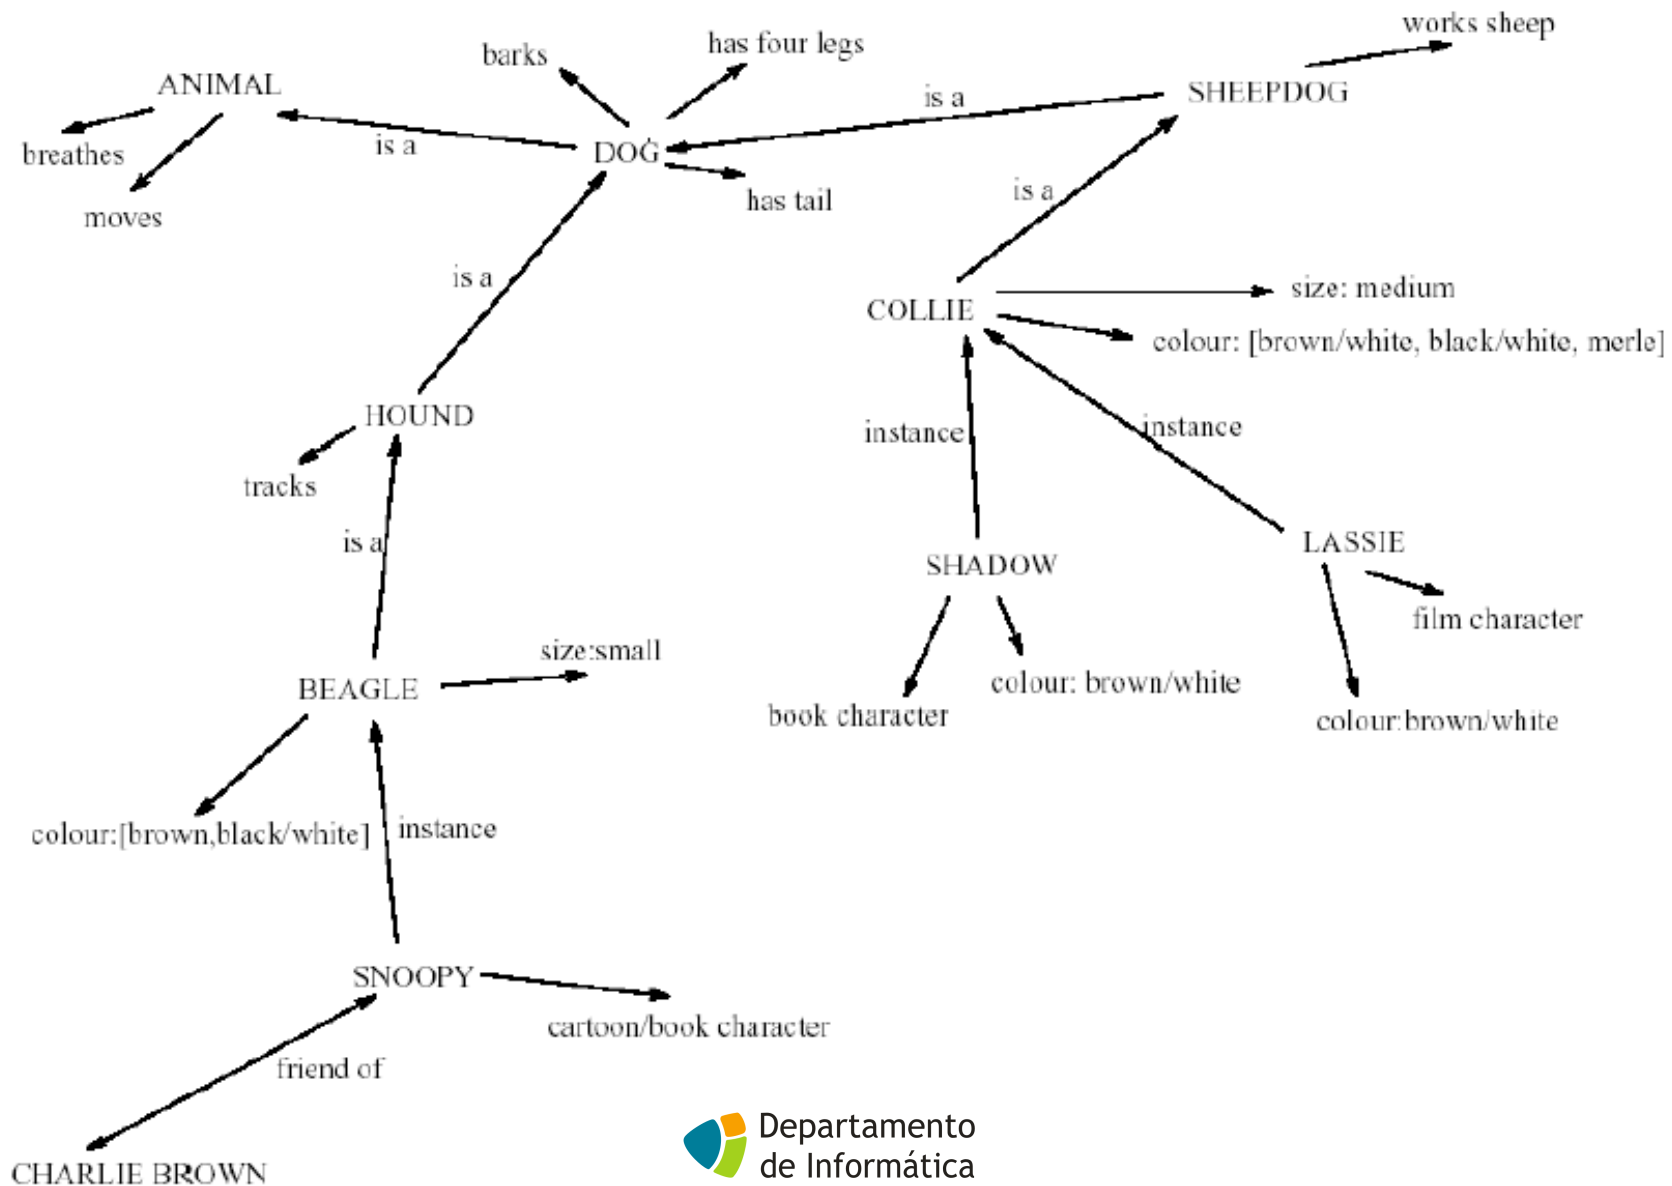 works sheep
has four legs
barks
ANIMAL
SHEEPDOG
is a
is a
breathes
DOG
is a
has tail
moves
is a
size: medium
COLLIE
colour: [brown/white, black/white, merle]
HOUND
instance
instance
tracks
is a
LASSIE
SHADOW
film character
size:small
BEAGLE
colour: brown/white
book character
colour:brown/white
colour:[brown,black/white]
instance
SNOOPY
cartoon/book character
friend of
CHARLIE BROWN
Departamento
de Informática